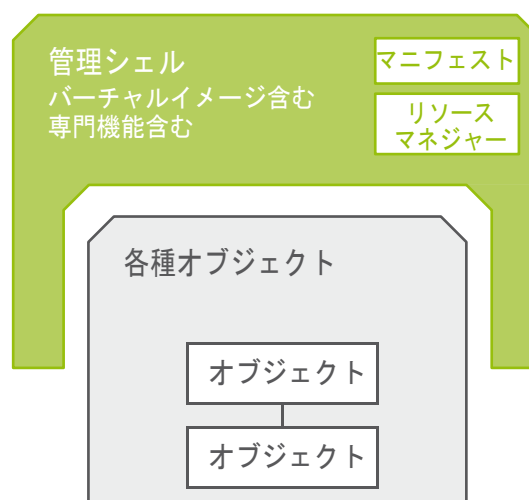 管理シェル
バーチャルイメージ含む
専門機能含む
マニフェスト
リソース
マネジャー
各種オブジェクト
オブジェクト
オブジェクト